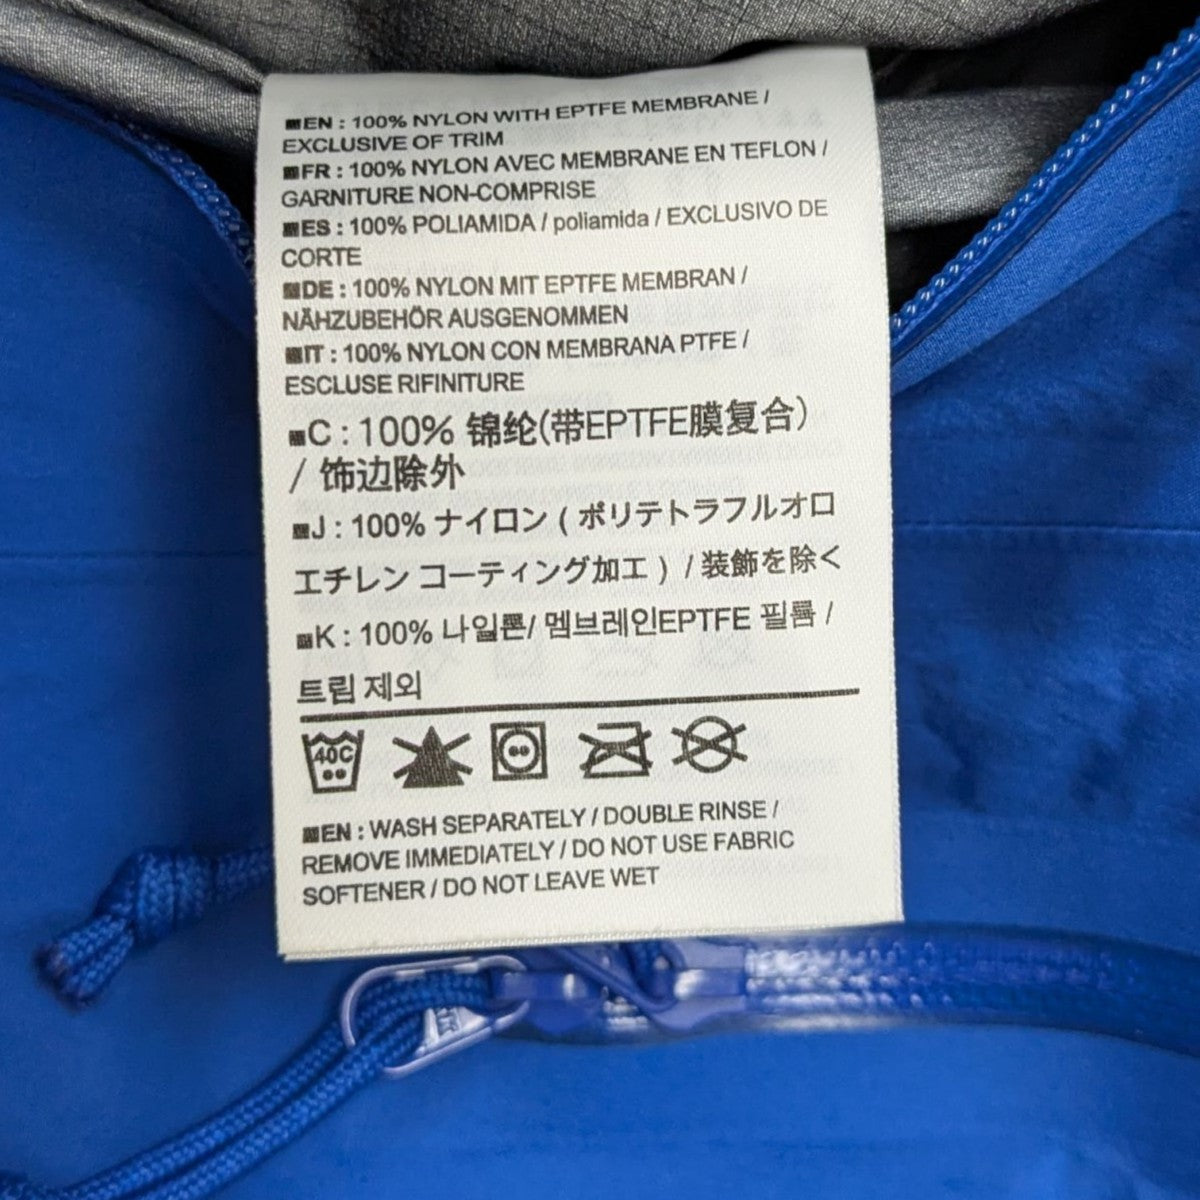 EN : 100% NYLON WITH EPTFE MEMBRANE /
EXCLUSIVE OF TRIM
FR : 100% NYLON AVEC MEMBRANE EN TEFLON /
GARNITURE NON-COMPRISE
ES : 100% POLIAMIDA / poliamida / EXCLUSIVO DE
CORTE
DE : 100% NYLON MIT EPTFE MEMBRAN /
NÄHZUBEHÖR AUSGENOMMEN
IT : 100% NYLON CON MEMBRANA PTFE /
ESCLUSE RIFINITURE
C : 100% 锦纶(带EPTFE膜复合)
/ 饰边除外
J : 100% ナイロン ( ポリテトラフルオロ
エチレン コーティング加工 ) / 装飾を除く
K : 100% 나일론/ 멤브레인EPTFE 필름 /
트림 제외
40C
EN : WASH SEPARATELY / DOUBLE RINSE /
REMOVE IMMEDIATELY / DO NOT USE FABRIC
SOFTENER / DO NOT LEAVE WET